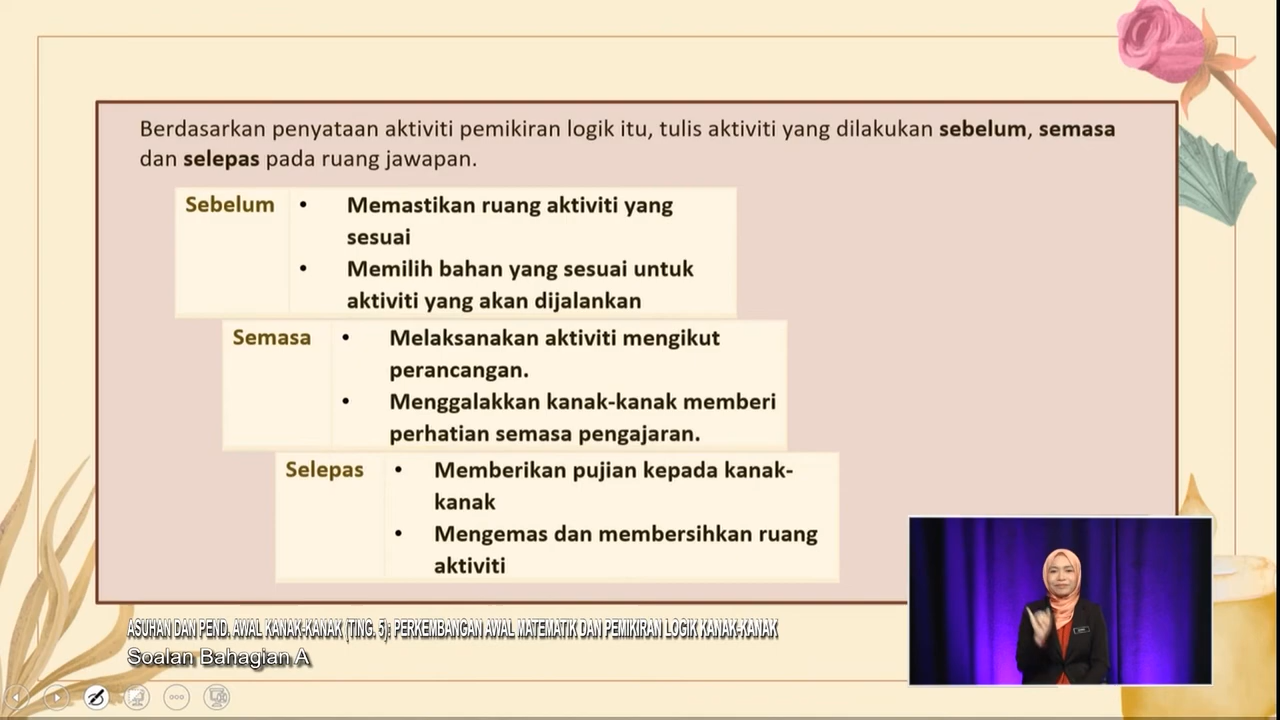 Berdasarkan penyataan aktiviti pemikiran logik itu, tulis aktiviti yang dilakukan sebelum, semasa
dan selepas pada ruang jawapan.
Sebelum • Memastikan ruang aktiviti yang
sesuai
• Memilih bahan yang sesuai untuk
aktiviti yang akan dijalankan
Semasa • Melaksanakan aktiviti mengikut
perancangan.
• Menggalakkan kanak-kanak memberi
perhatian semasa pengajaran.
Selepas • Memberikan pujian kepada kanak-
kanak
• Mengemas dan membersihkan ruang
aktiviti
ASUHAN DAN PEND. AWAL KANAK-KANAK (TING. 5): PERKEMBANGAN AWAL MATEMATIK DAN PEMIKIRAN LOGIK KANAK-KANAK
Soalan Bahagian A